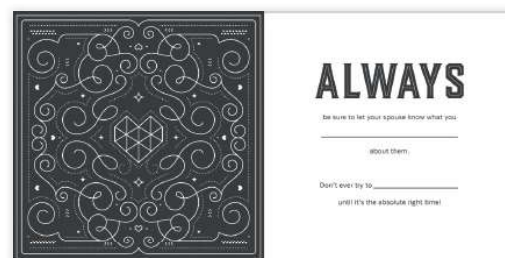 ALWAYS
be sure to let your spouse know what you
about them.
Don't ever try to
until it's the absolute right time!